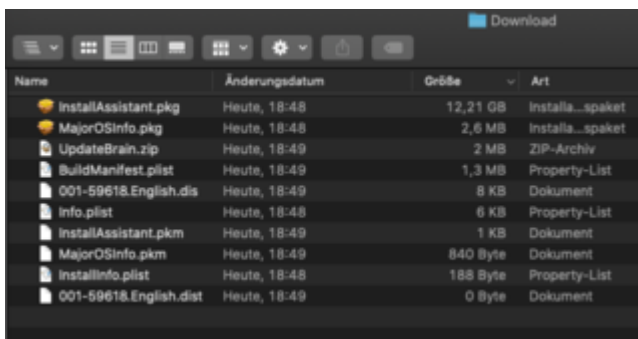 Download
Name Änderungsdatum Größe Art
InstallAssistant.pkg Heute, 18:48 12,21 GB Installa...spaket
MajorOSInfo.pkg Heute, 18:48 2,6 MB Installa...spaket
UpdateBrain.zip Heute, 18:49 2 MB ZIP-Archiv
BuildManifest.plist Heute, 18:49 1,3 MB Property-List
001-59618.English.dis Heute, 18:49 8 KB Dokument
Info.plist Heute, 18:48 6 KB Property-List
InstallAssistant.pkm Heute, 18:49 1 KB Dokument
MajorOSInfo.pkm Heute, 18:49 840 Byte Dokument
InstallInfo.plist Heute, 18:48 188 Byte Property-List
001-59618.English.dist Heute, 18:49 0 Byte Dokument